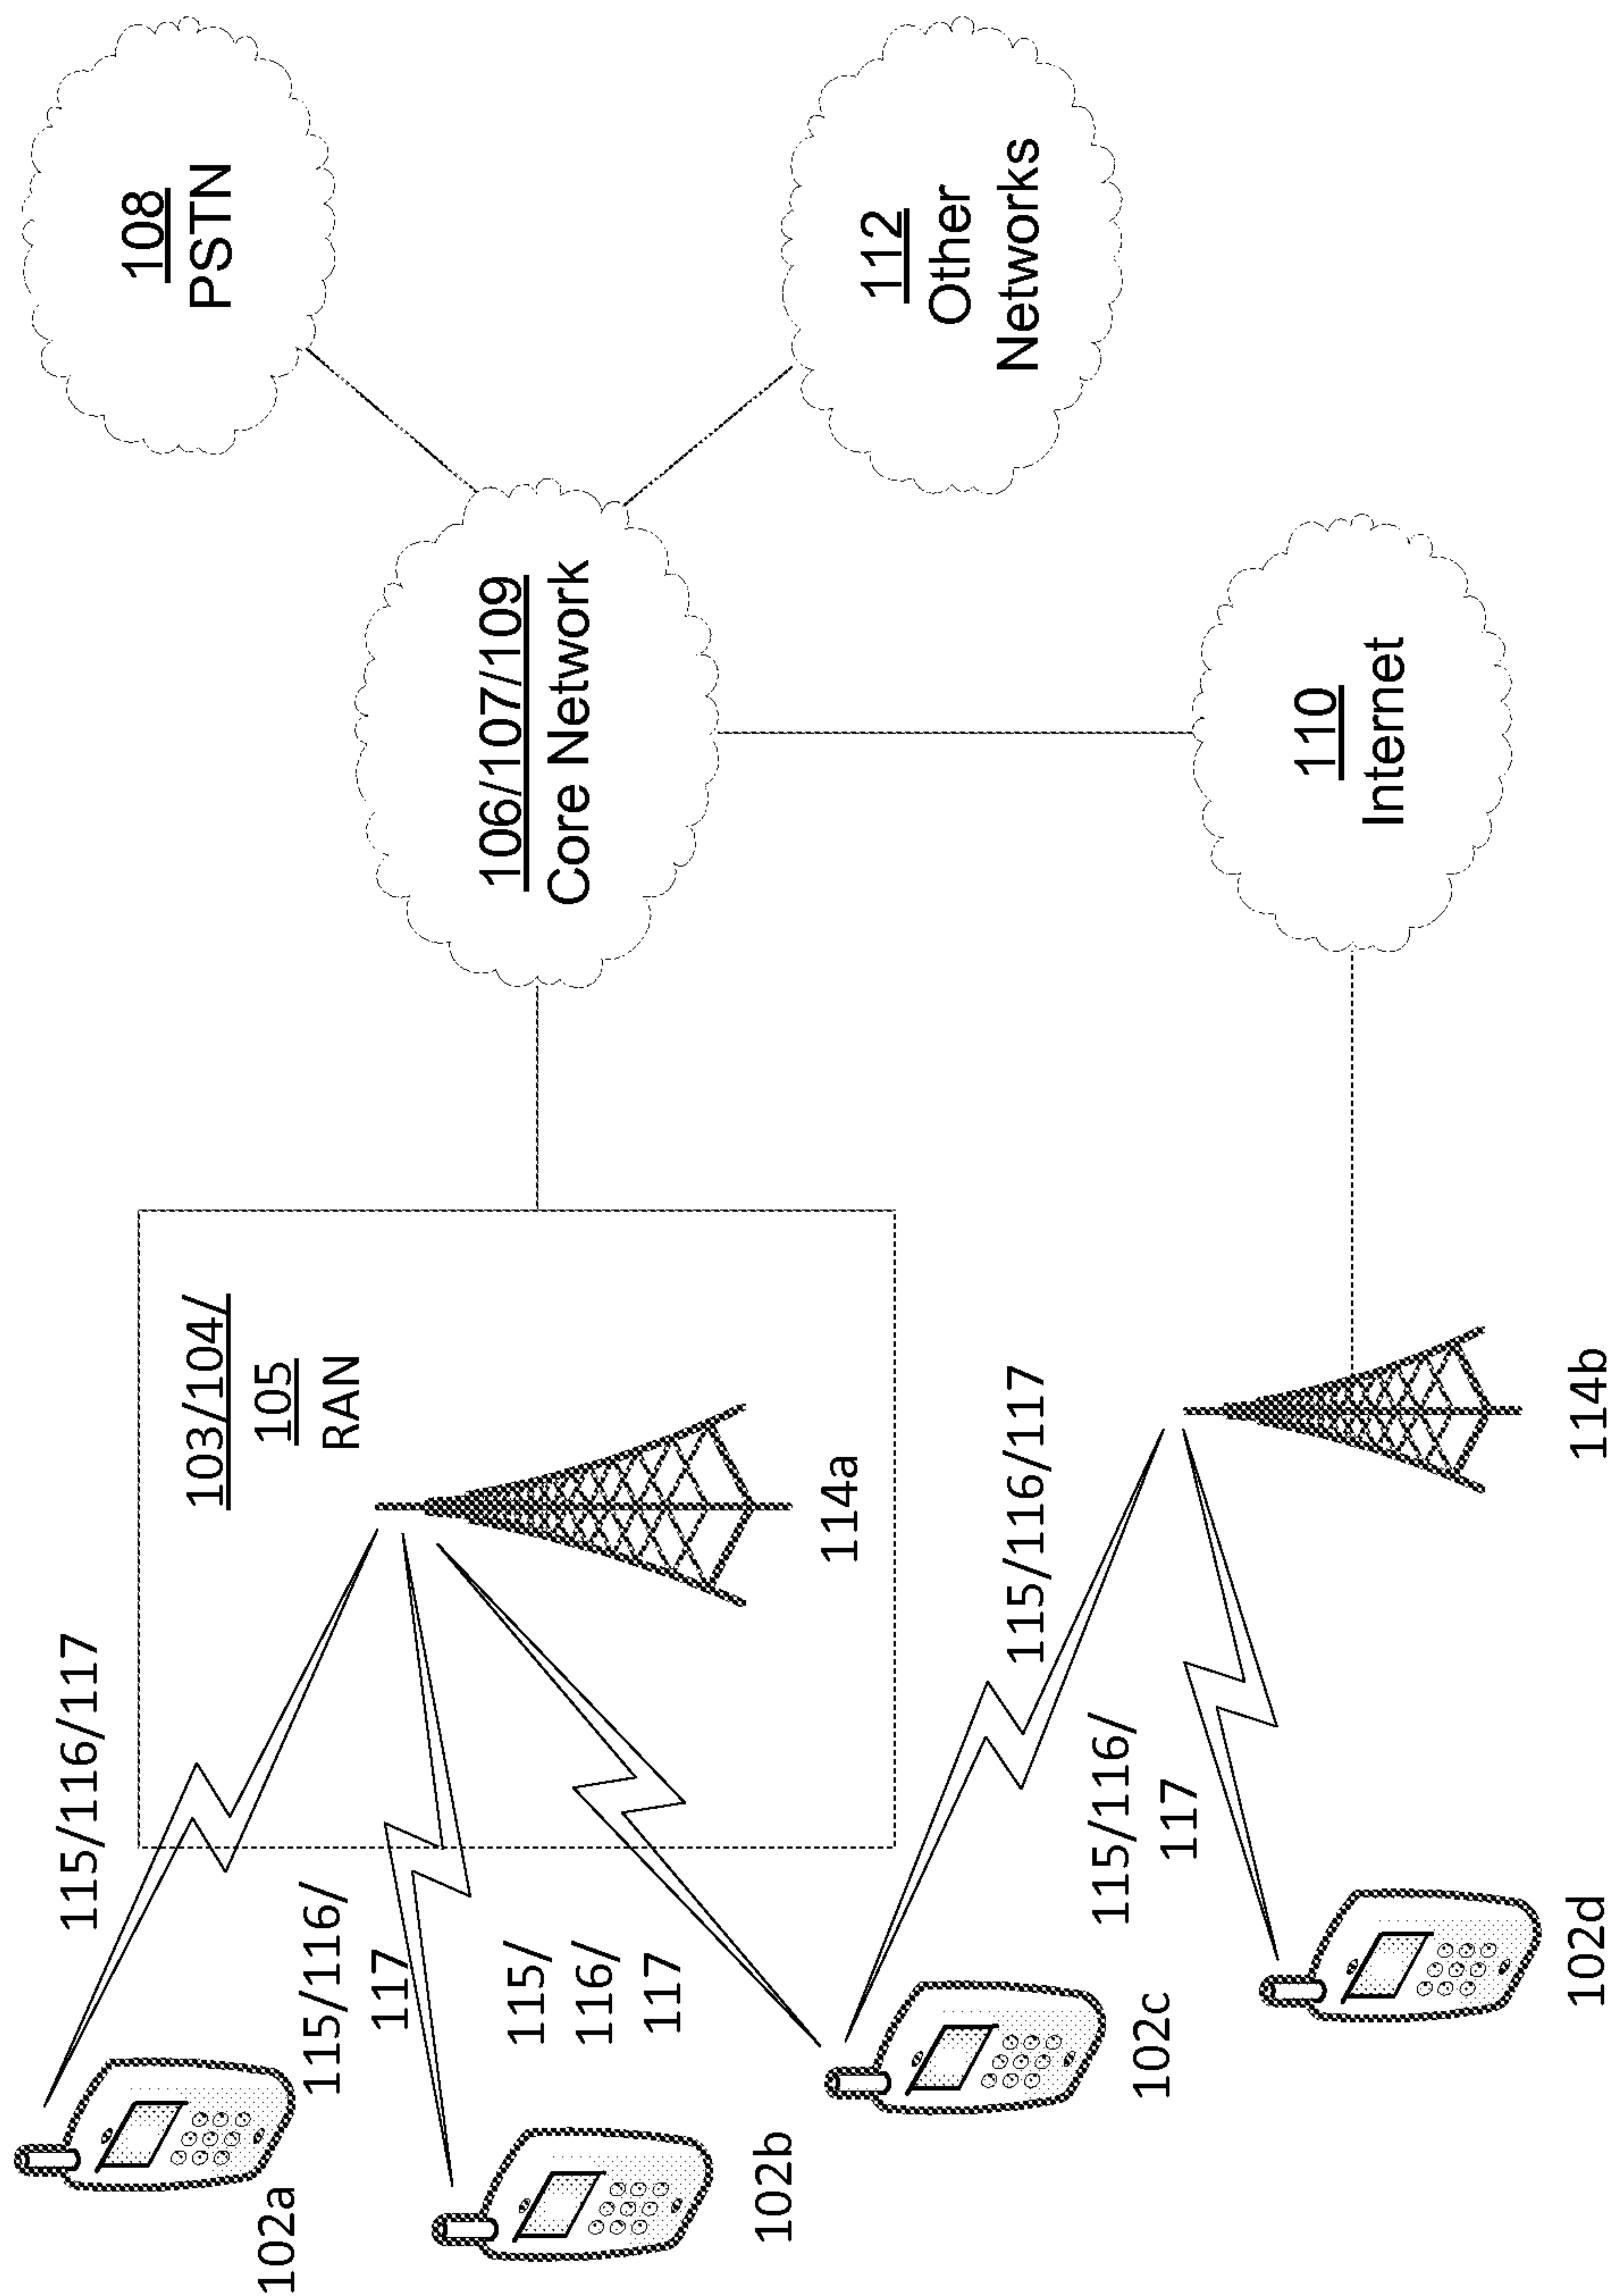 115/116/117
102a
103/104/
105
RAN
108
PSTN
115/116/
117
102b
114a
106/107/109
Core Network
115/
116/
117
112
Other
Networks
102c
115/116/117
115/116/
117
102d
114b
110
Internet